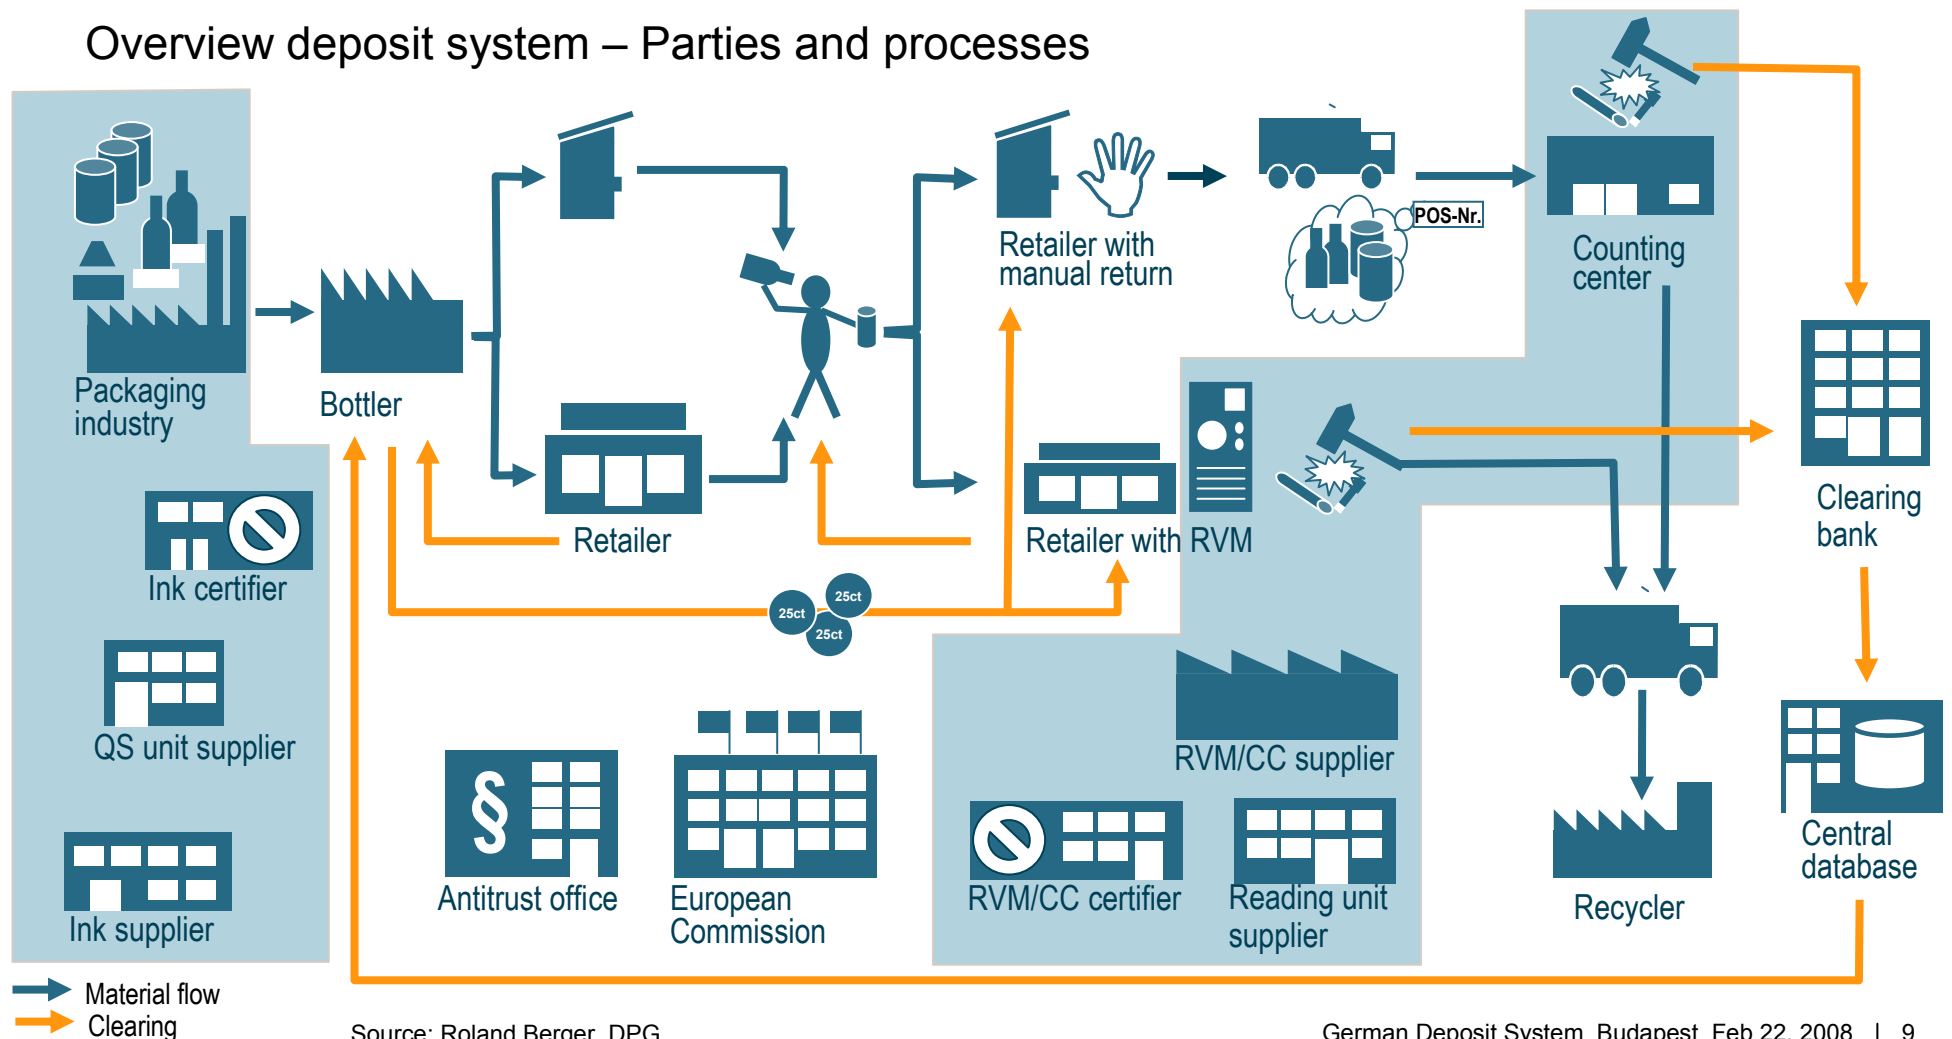 Overview deposit system – Parties and processes
Packaging
industry
Bottler
Retailer with
manual return
POS-Nr.
Counting
center
Retailer
Retailer with RVM
Clearing
bank
Ink certifier
25ct
25ct
25ct
QS unit supplier
RVM/CC supplier
Ink supplier
§
Antitrust office
European
Commission
RVM/CC certifier
Reading unit
supplier
Recycler
Central
database
Material flow
Clearing
Source: Roland Berger, DPG
German Deposit System, Budapest, Feb 22, 2008 | 9